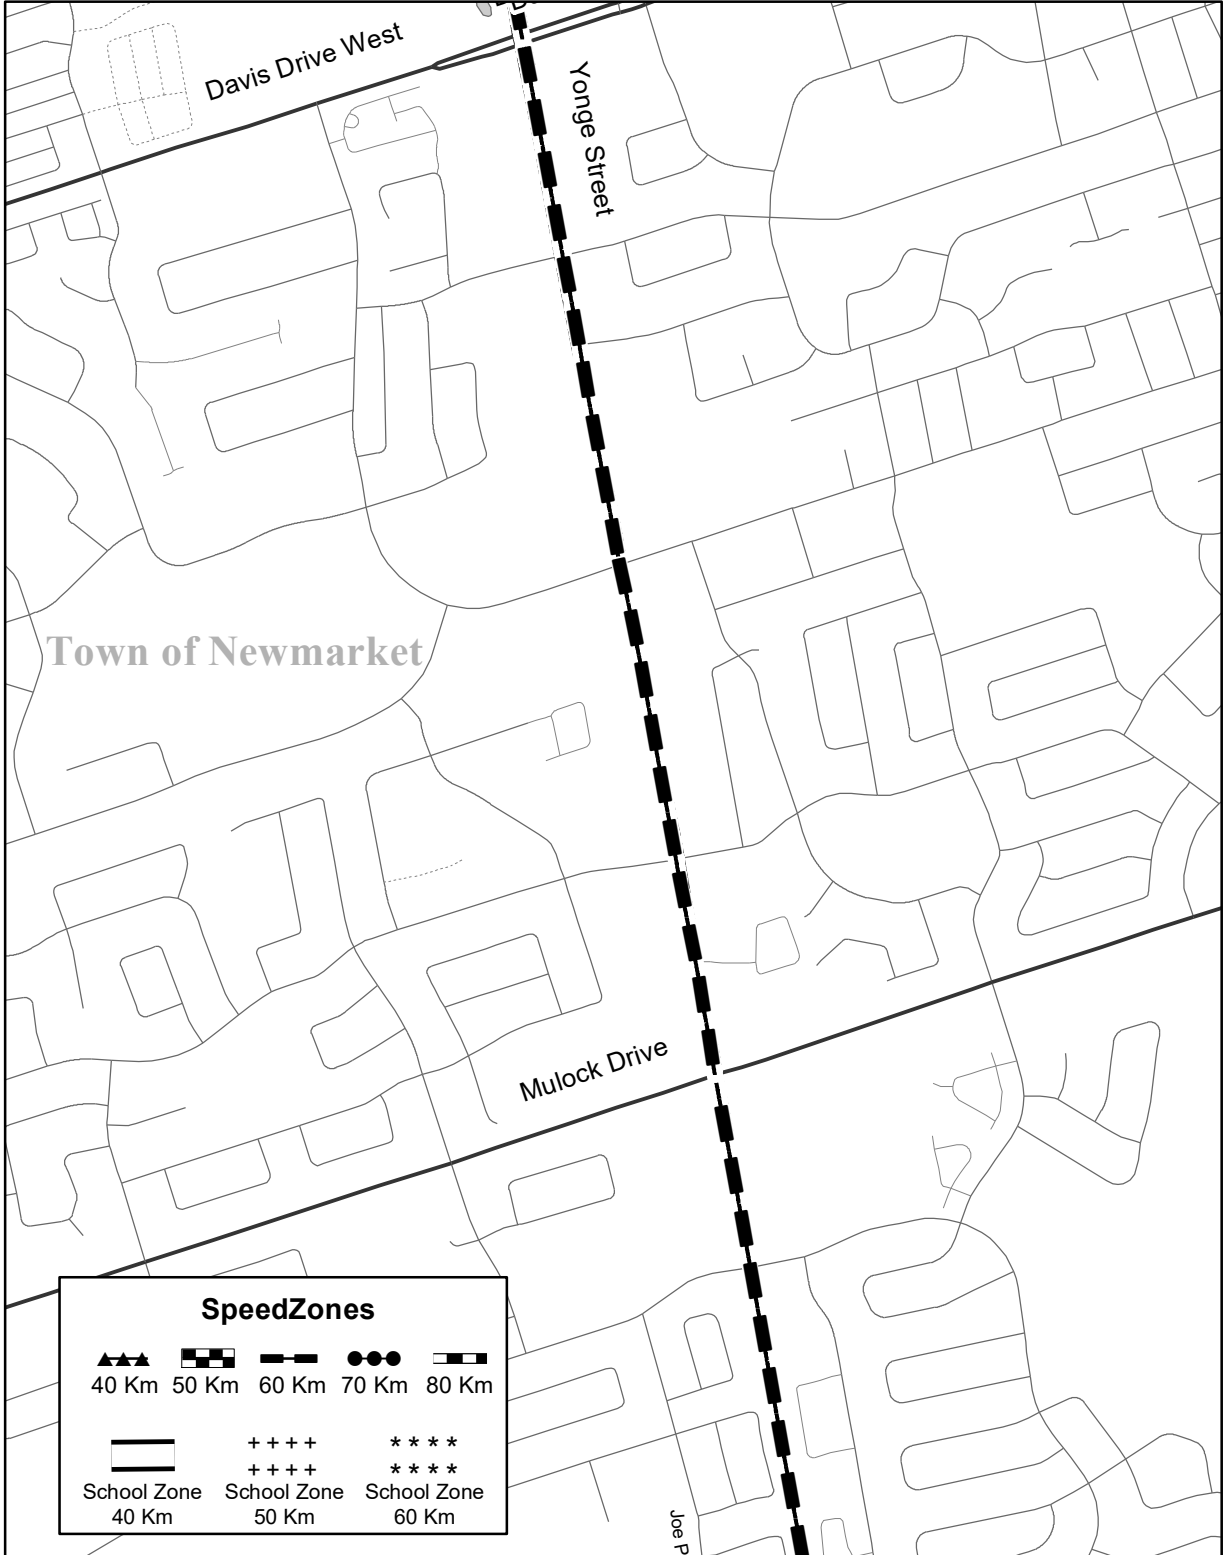 Davis Drive West
Yonge Street
Town of Newmarket
Mulock Drive
SpeedZones
40 Km 50 Km 60 Km 70 Km 80 Km
++++ ****
++++ ****
School Zone School Zone School Zone
40 Km 50 Km 60 Km
Joe P